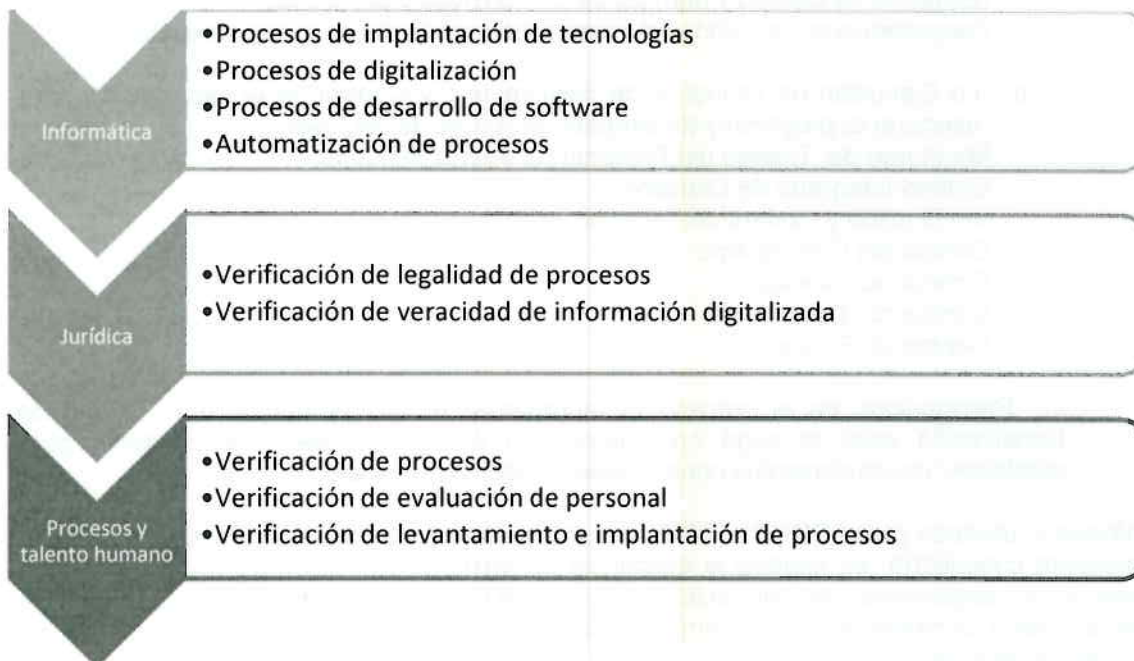 Informática
•Procesos de implantación de tecnologías
•Procesos de digitalización
•Procesos de desarrollo de software
•Automatización de procesos
Jurídica
•Verificación de legalidad de procesos
•Verificación de veracidad de información digitalizada
Procesos y
talento humano
•Verificación de procesos
•Verificación de evaluación de personal
•Verificación de levantamiento e implantación de procesos